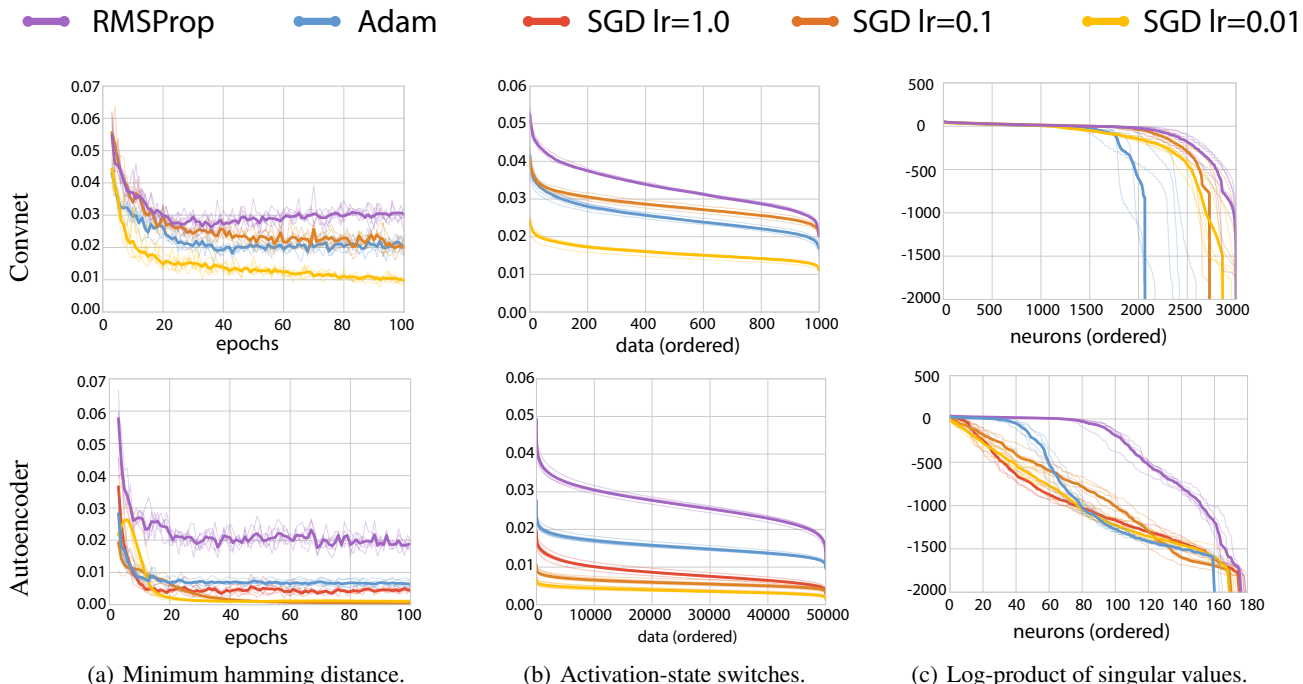 RMSProp Adam SGD lr=1.0 SGD lr=0.1 SGD lr=0.01
Convnet
0.07
0.06
0.05
0.04
0.03
0.02
0.01
0.00
0 20 40 60 80 100
epochs
0.06
0.05
0.04
0.03
0.02
0.01
0.00
0 200 400 600 800 1000
data (ordered)
500
0
-500
-1000
-1500
-2000
0 500 1000 1500 2000 2500 3000
neurons (ordered)
Autoencoder
0.07
0.06
0.05
0.04
0.03
0.02
0.01
0.00
0 20 40 60 80 100
epochs
0.06
0.05
0.04
0.03
0.02
0.01
0.00
0 10000 20000 30000 40000 50000
data (ordered)
500
0
-500
-1000
-1500
-2000
0 20 40 60 80 100 120 140 160 180
neurons (ordered)
(a) Minimum hamming distance.
(b) Activation-state switches.
(c) Log-product of singular values.